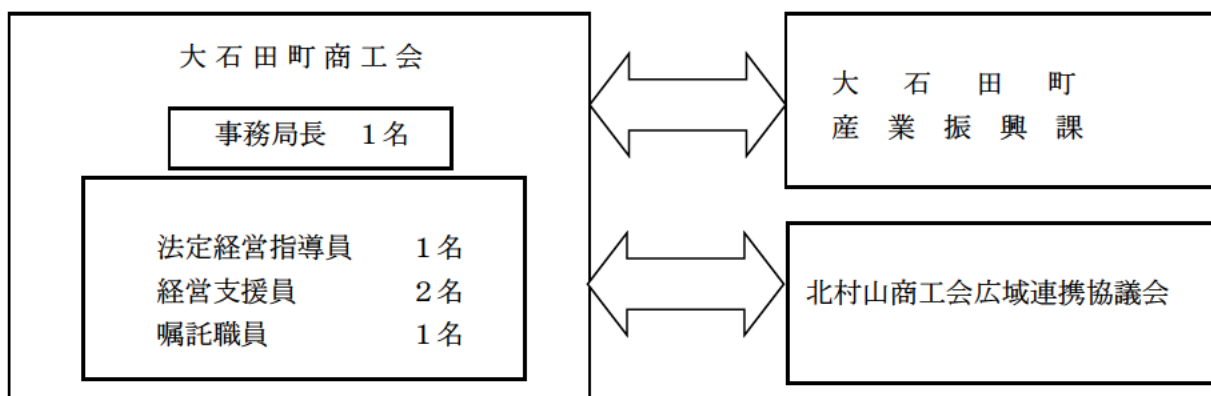 大石田町商工会
事務局長 1名
法定経営指導員 1名
経営支援員 2名
嘱託職員 1名
大石田町
産業振興課
北村山商工会広域連携協議会